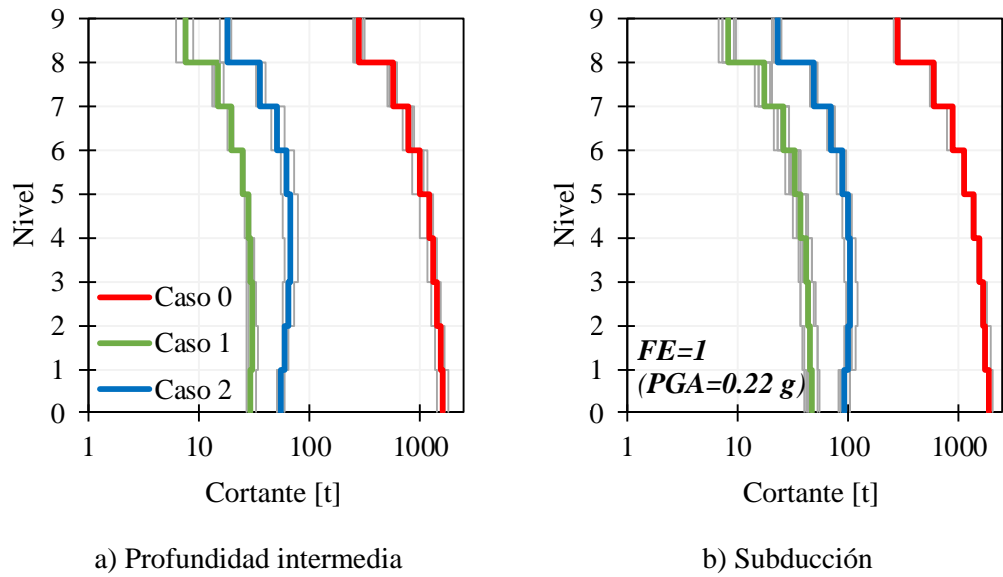 9
8
7
6
5
4
3
2
1
0
Nivel
Caso 0
Caso 1
Caso 2
1
10
100
1000
Cortante [t]
a) Profundidad intermedia
9
8
7
6
5
4
3
2
1
0
Nivel
FE=1
(PGA=0.22 g)
1
10
100
1000
Cortante [t]
b) Subducción